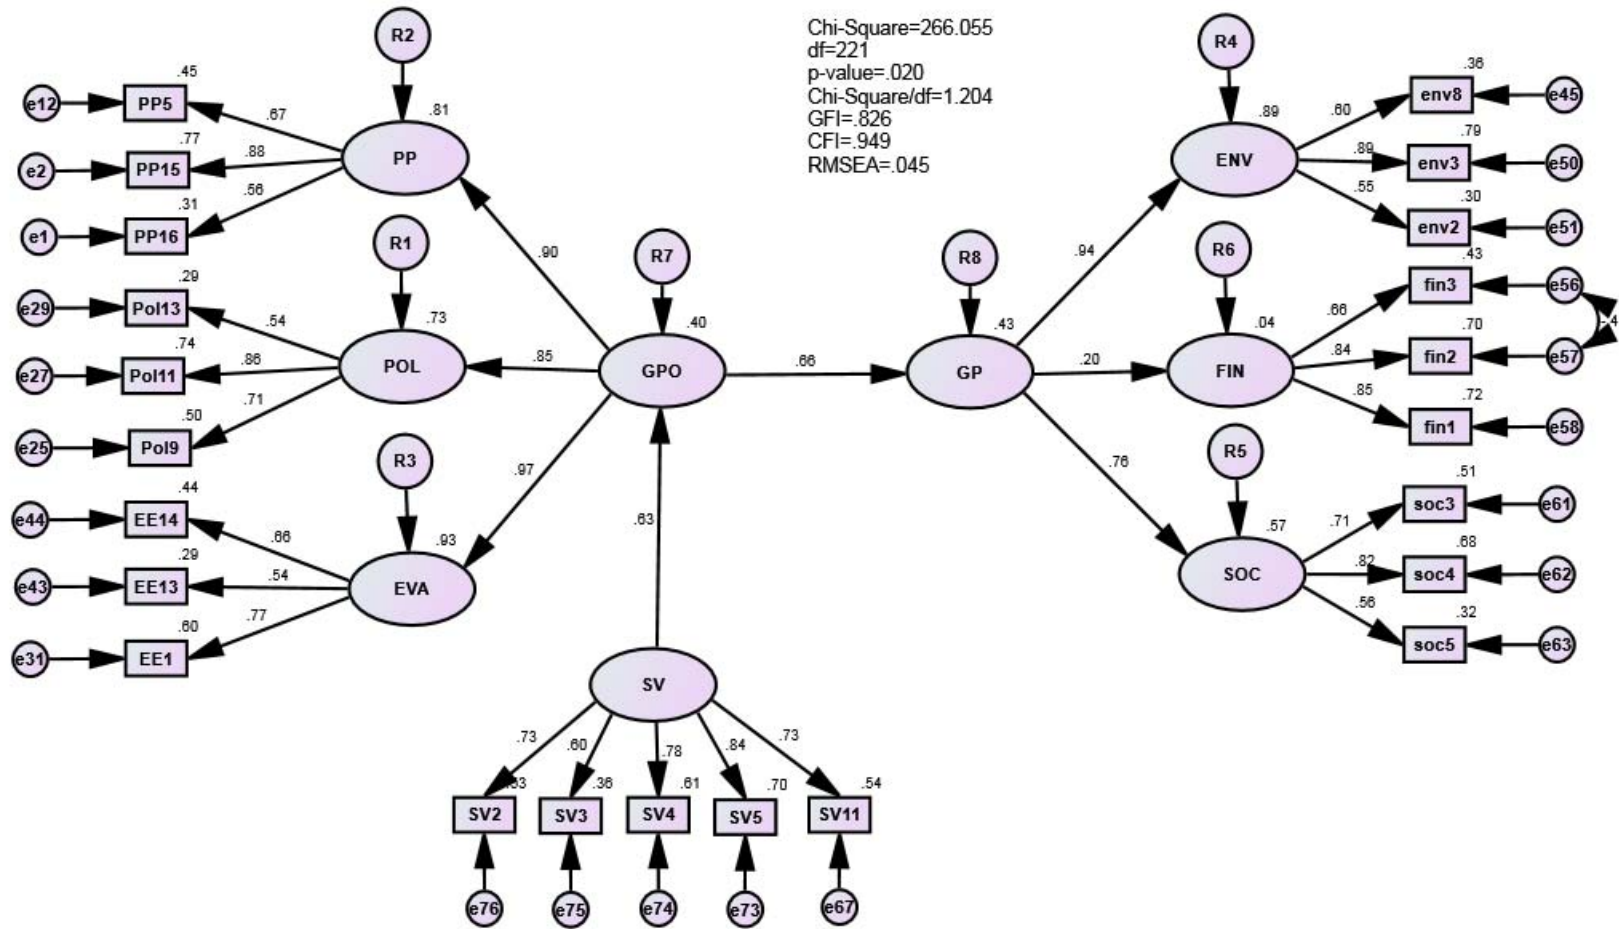 R2
Chi-Square=266.055
df=221
p-value=.020
Chi-Square/df=1.204
GFI=.826
CFI=.949
RMSEA=.045
R4
.45
e12
PP5
.67
.81
PP
.77
e2
PP15
.88
.31
e1
PP16
.56
R1
.29
e29
Pol13
.54
.73
POL
.74
e27
Pol11
.86
.50
e25
Pol9
.71
R3
.44
e44
EE14
.66
.93
EVA
.29
e43
EE13
.54
.60
e31
EE1
.77
.90
.85
.97
R7
.40
GPO
.66
R8
.43
GP
.63
SV
.73
.60
.78
.84
.73
.36
.61
.70
.54
SV2
SV3
SV4
SV5
SV11
e76
e75
e74
e73
e67
.94
.20
.76
.89
ENV
.60
.89
.55
.36
env8
e45
.79
env3
e50
.30
env2
e51
R6
.04
FIN
.66
.84
.85
.43
fin3
e56
.70
fin2
e57
.72
fin1
e58
R5
.57
SOC
.71
.82
.56
.51
soc3
e61
.68
soc4
e62
.32
soc5
e63